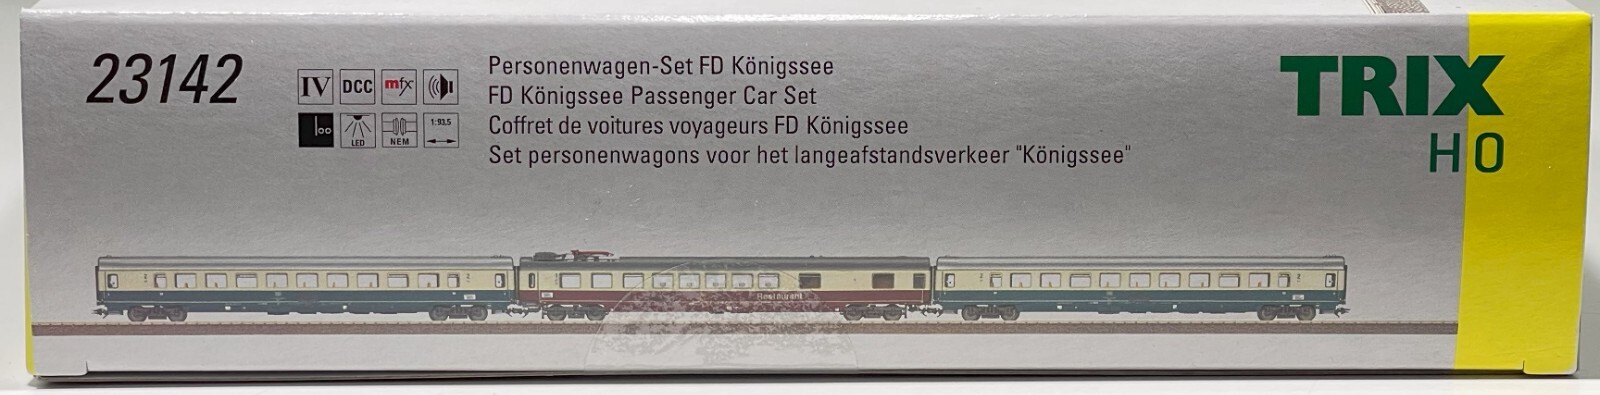 23142
IV DCC mfx
LED NEM 1:93,5
Personenwagen-Set FD Königssee
FD Königssee Passenger Car Set
Coffret de voitures voyageurs FD Königssee
Set personenwagons voor het langeafstandsverkeer "Königssee"
TRIX
H0
Restaurant